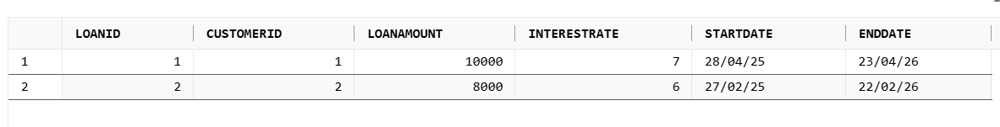 LOANID CUSTOMERID LOANAMOUNT INTERESTRATE STARTDATE ENDDATE
1 1 1 10000 7 28/04/25 23/04/26
2 2 2 8000 6 27/02/25 22/02/26